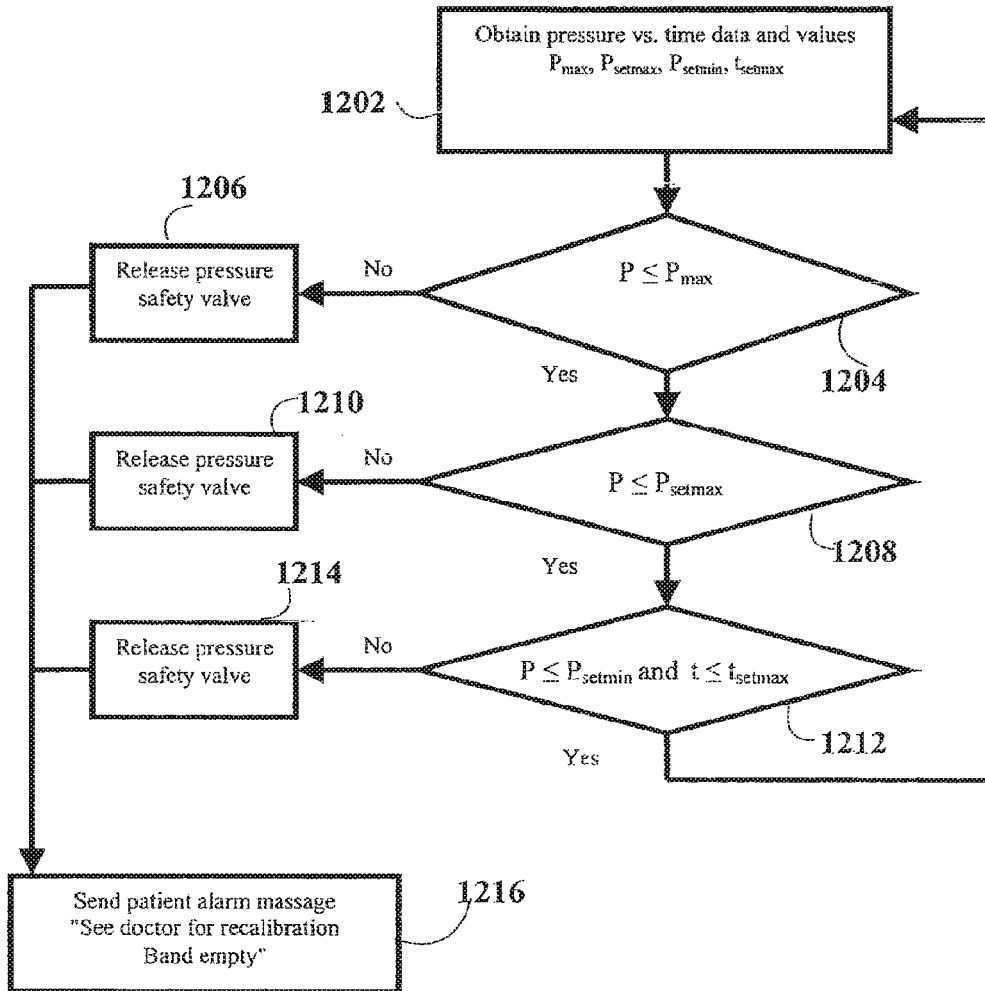 Obtain pressure vs. time data and values
Pmax, Psetmax, Psetmin, tsetmax
1202
1206
Release pressure
safety valve
No
P ≤ Pmax
1204
Yes
1210
Release pressure
safety valve
No
P ≤ Psetmax
1208
Yes
1214
Release pressure
safety valve
No
P ≤ Psetmin and t ≤ tsetmax
1212
Yes
Send patient alarm massage
"See doctor for recalibration
Band empty"
1216